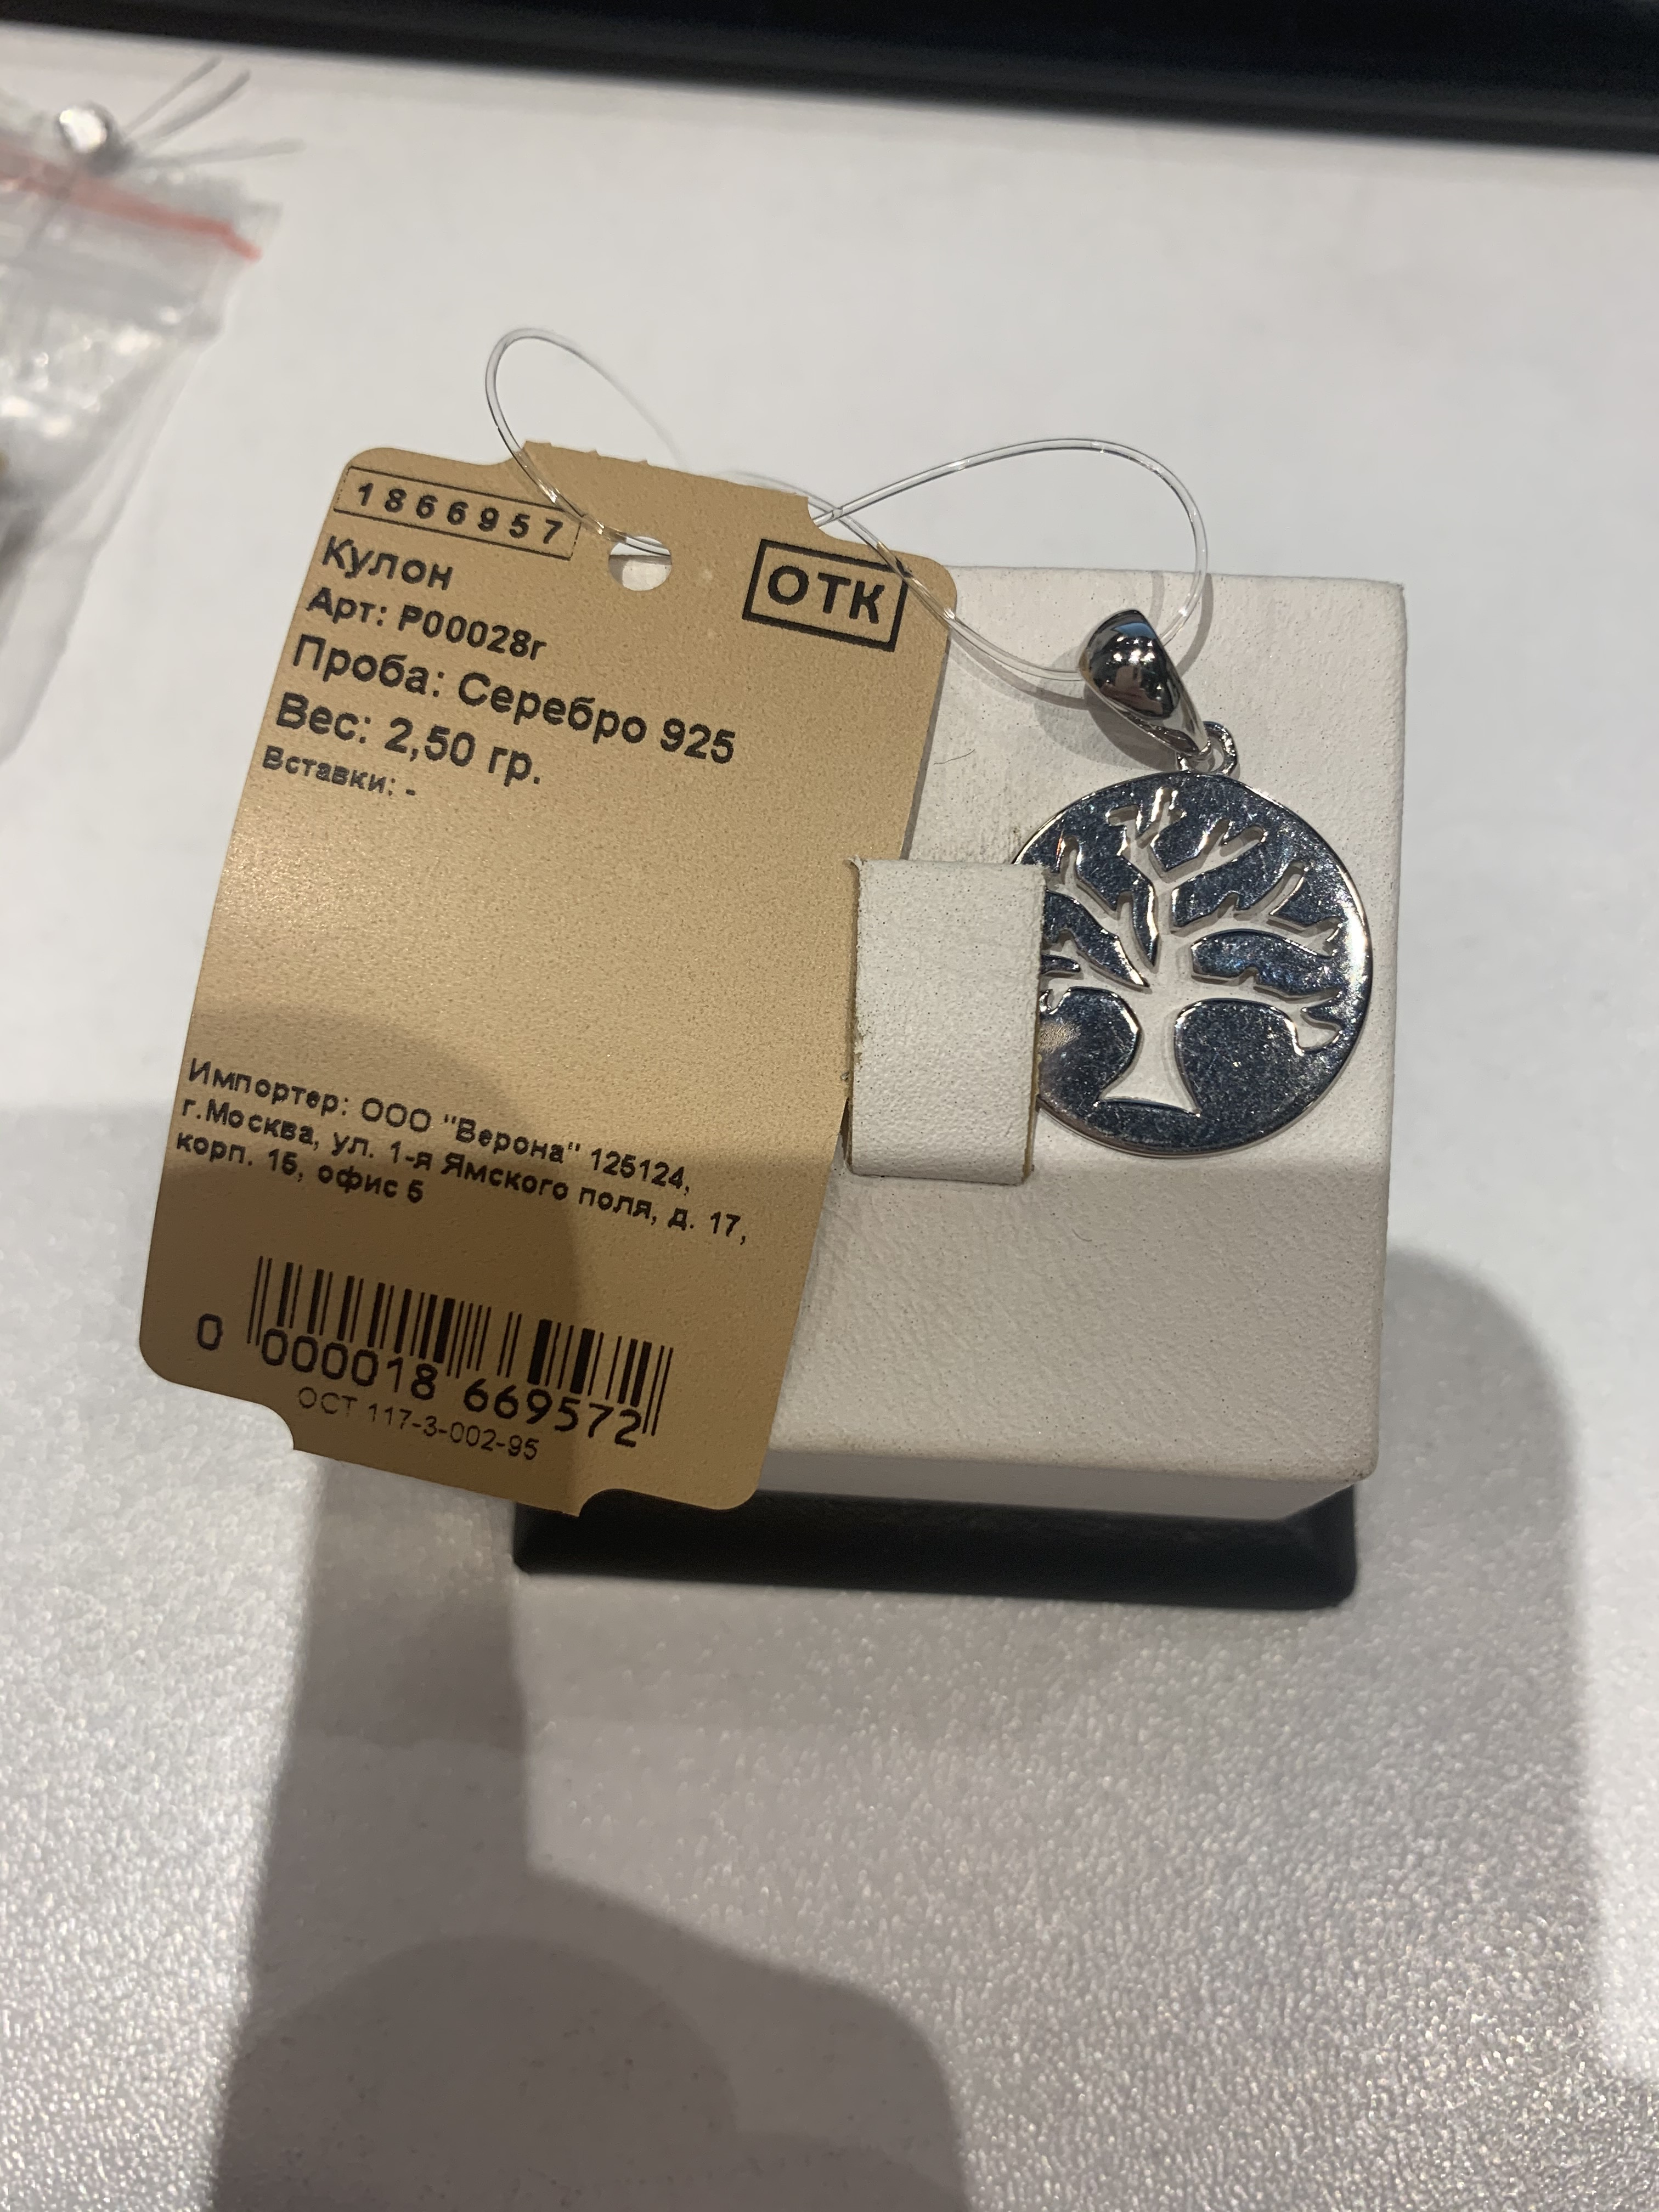 1866957
ОТК
Кулон
Арт: Р00028г
Проба: Серебро 925
Вес: 2,50 гр.
Вставки: -
Импортер: ООО "Верона" 125124,
г.Москва, ул. 1-я Ямского поля, д. 17,
корп. 15, офис 5
0 000018 669572
ОСТ 117-3-002-95